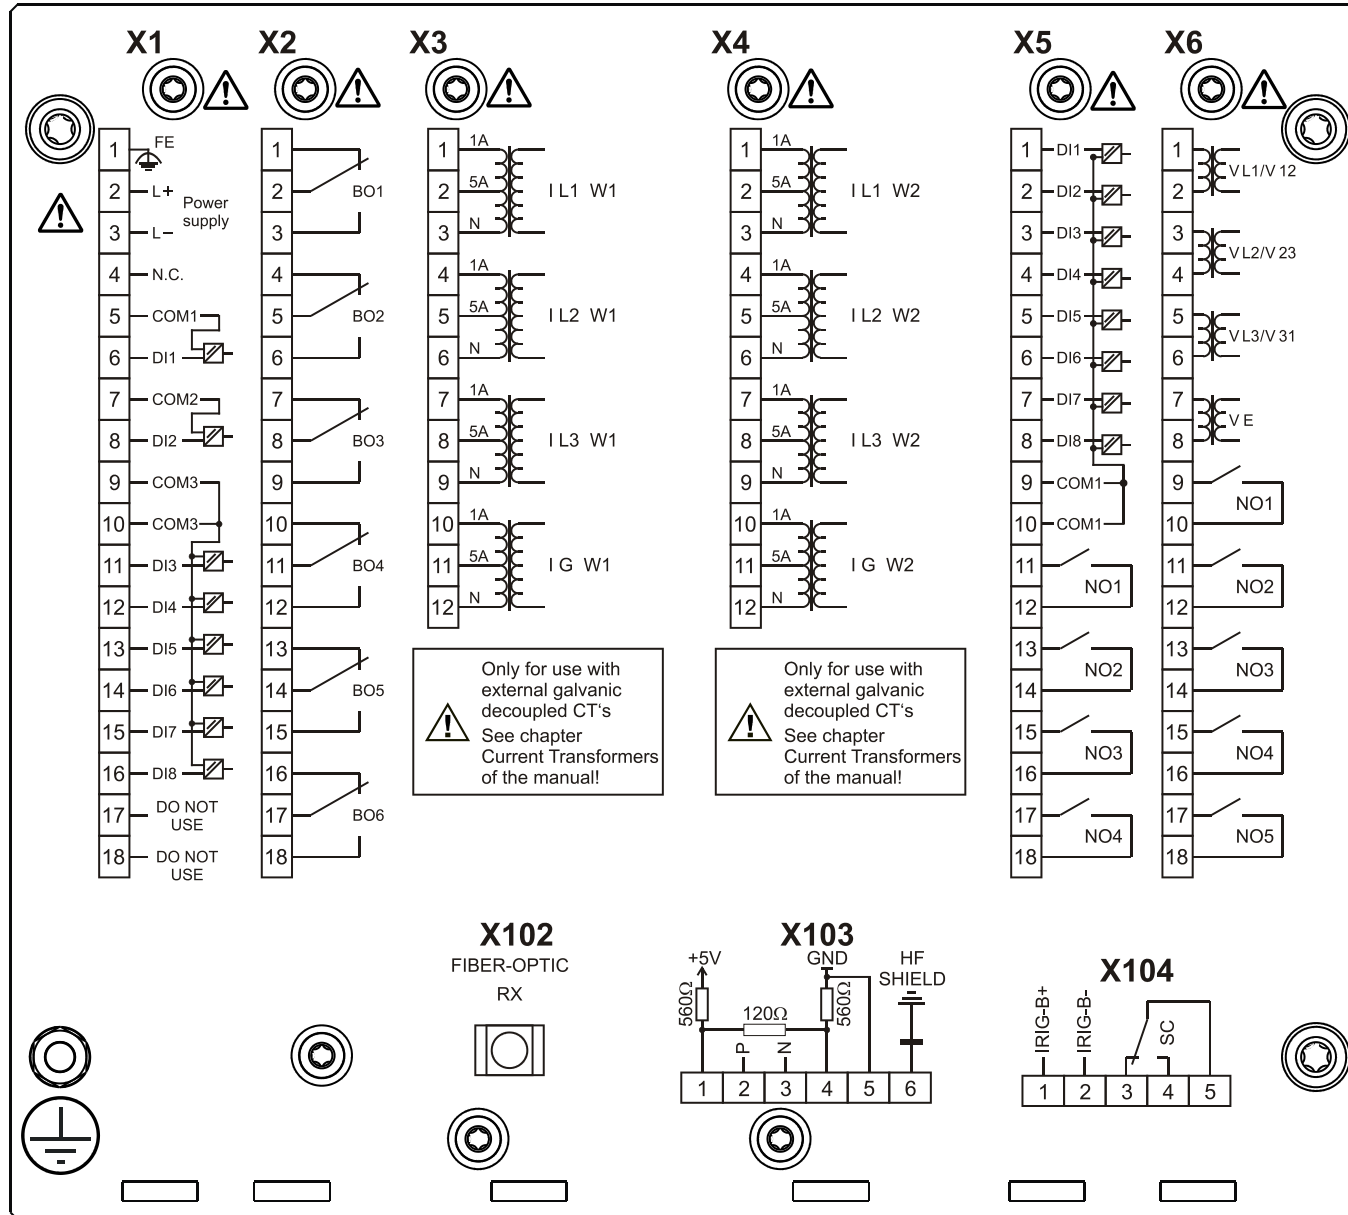 X1
1
FE
2
L+
Power
supply
3
L–
4
N.C.
5
COM1
6
DI1
7
COM2
8
DI2
9
COM3
10
COM3
11
DI3
12
DI4
13
DI5
14
DI6
15
DI7
16
DI8
17
DO NOT
USE
18
DO NOT
USE
X2
1
2
BO1
3
4
5
BO2
6
7
8
BO3
9
10
11
BO4
12
13
14
BO5
15
16
17
BO6
18
X3
1
1A
2
5A
I L1 W1
3
N
4
1A
5
5A
I L2 W1
6
N
7
1A
8
5A
I L3 W1
9
N
10
1A
11
5A
I G W1
12
N
Only for use with
external galvanic
decoupled CT‘s
See chapter
Current Transformers
of the manual!
X4
1
1A
2
5A
I L1 W2
3
N
4
1A
5
5A
I L2 W2
6
N
7
1A
8
5A
I L3 W2
9
N
10
1A
11
5A
I G W2
12
N
Only for use with
external galvanic
decoupled CT‘s
See chapter
Current Transformers
of the manual!
X5
1
DI1
2
DI2
3
DI3
4
DI4
5
DI5
6
DI6
7
DI7
8
DI8
9
COM1
10
COM1
11
NO1
12
13
NO2
14
15
NO3
16
17
NO4
18
X6
1
VL1/V 12
2
3
VL2/V 23
4
5
VL3/V 31
6
7
V E
8
9
NO1
10
11
NO2
12
13
NO3
14
15
NO4
16
17
NO5
18
X102
FIBER-OPTIC
RX
X103
+5V
GND
HF
SHIELD
560Ω
120Ω
560Ω
P
N
1 2 3 4 5 6
X104
IRIG-B+
IRIG-B-
SC
1 2 3 4 5